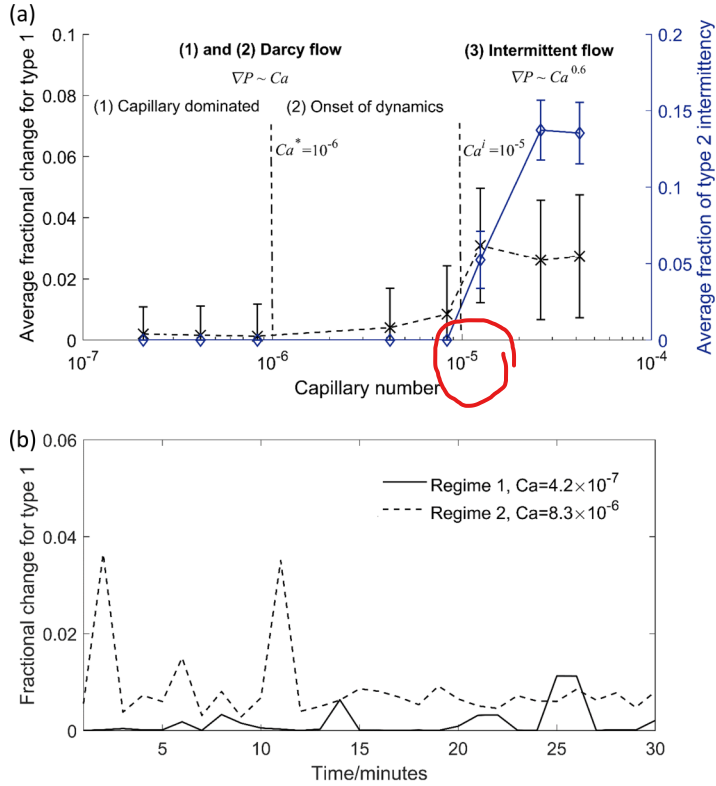 (a)
Average fractional change for type 1
0.1
0.08
0.06
0.04
0.02
0
(1) and (2) Darcy flow
∇P ~ Ca
(3) Intermittent flow
∇P ~ Ca^0.6
(1) Capillary dominated
(2) Onset of dynamics
Ca^*=10^-6
Ca^i=10^-5
0.2
0.15
0.1
0.05
0
Average fraction of type 2 intermittency
10^-7
10^-6
10^-5
10^-4
Capillary number
(b)
Fractional change for type 1
0.06
0.04
0.02
0
Regime 1, Ca=4.2×10^-7
Regime 2, Ca=8.3×10^-6
5
10
15
20
25
30
Time/minutes